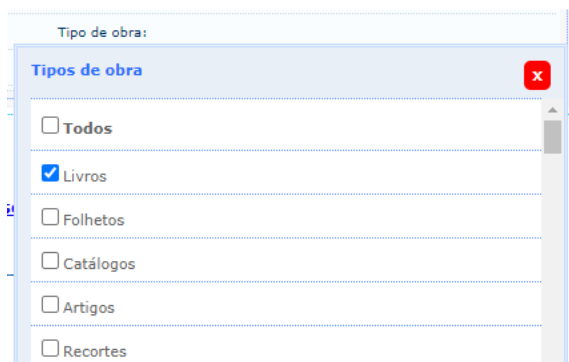 Tipo de obra:
Tipos de obra
x
Todos
Livros
Folhetos
Catálogos
Artigos
Recortes